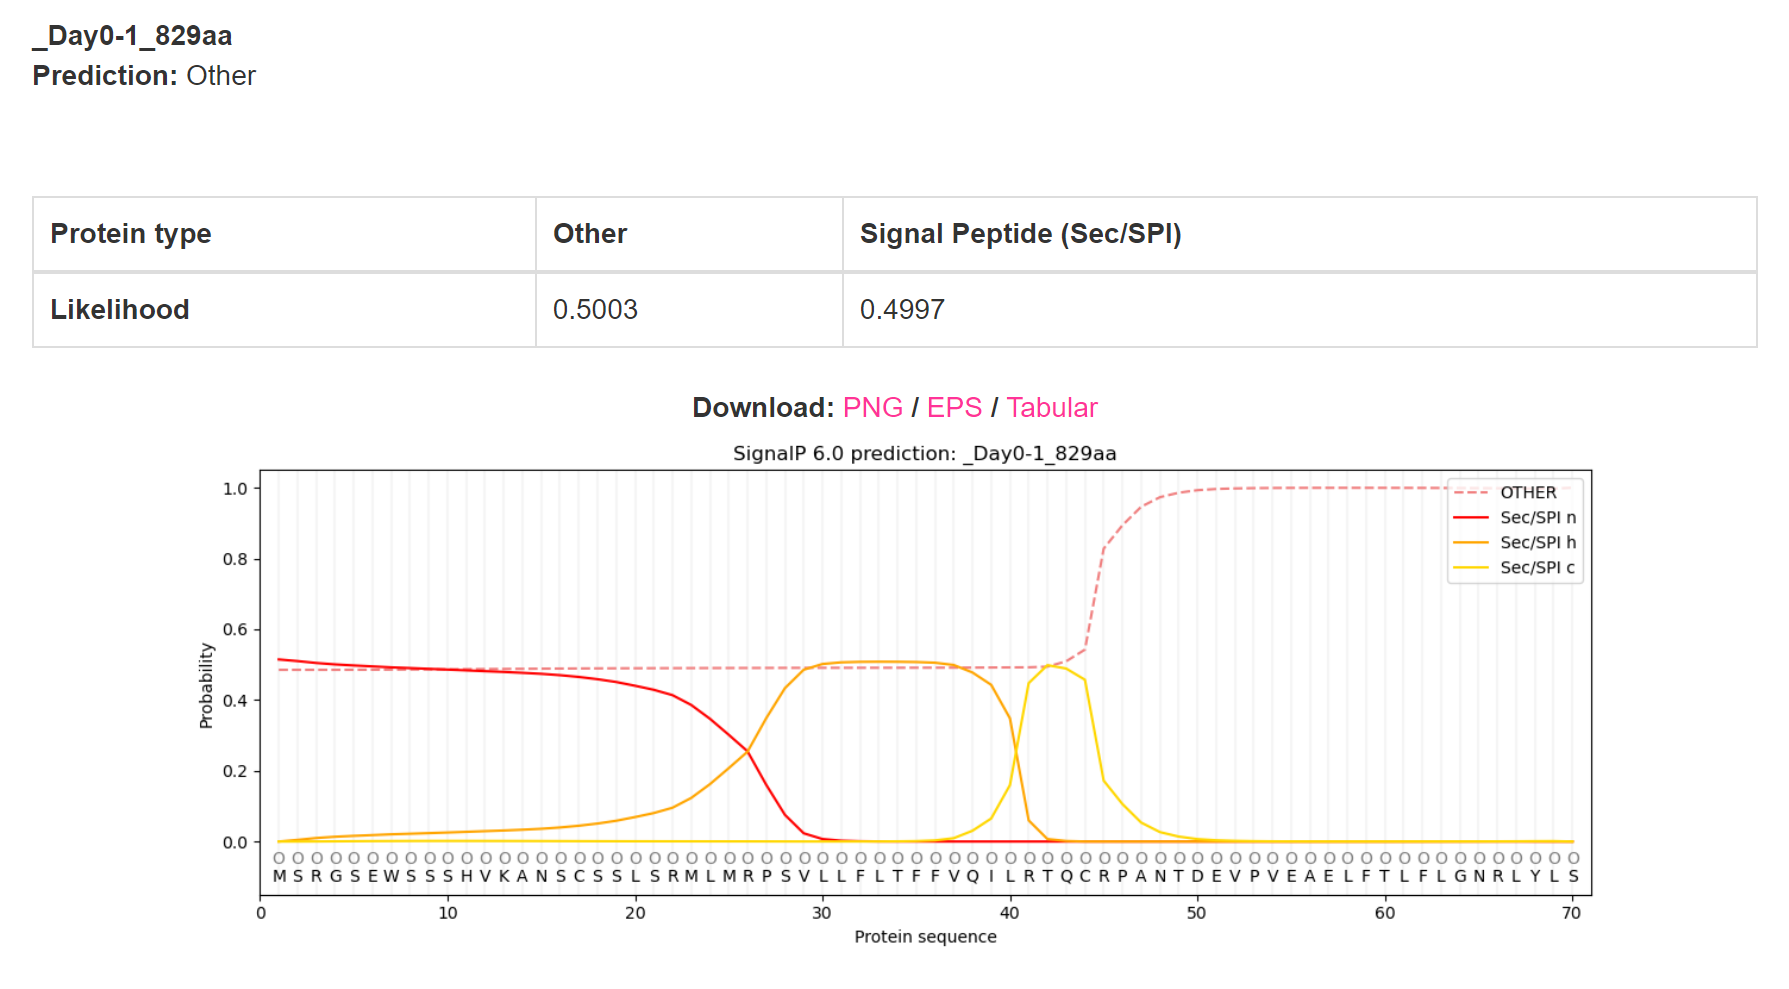 _Day0-1_829aa
Prediction: Other
Protein type Other Signal Peptide (Sec/SPI)
Likelihood 0.5003 0.4997
Download: PNG / EPS / Tabular
SignalP 6.0 prediction: _Day0-1_829aa
1.0
0.8
0.6
0.4
0.2
0.0
Probability
OTHER
Sec/SPI n
Sec/SPI h
Sec/SPI c
O O O O O O O O O O O O O O O O O O O O O O O O O O O O O O O O O O O O O O O O O O O O O O O O O O O O O O O O O O O O O O O O O O O O O O
M S R G S E W S S S H V K A N S C S S L S R M L M R P S V L L F L T F F V Q I L R T Q C R P A N T D E V P V E A E L F T L F L G N R L Y L S
0 10 20 30 40 50 60 70
Protein sequence